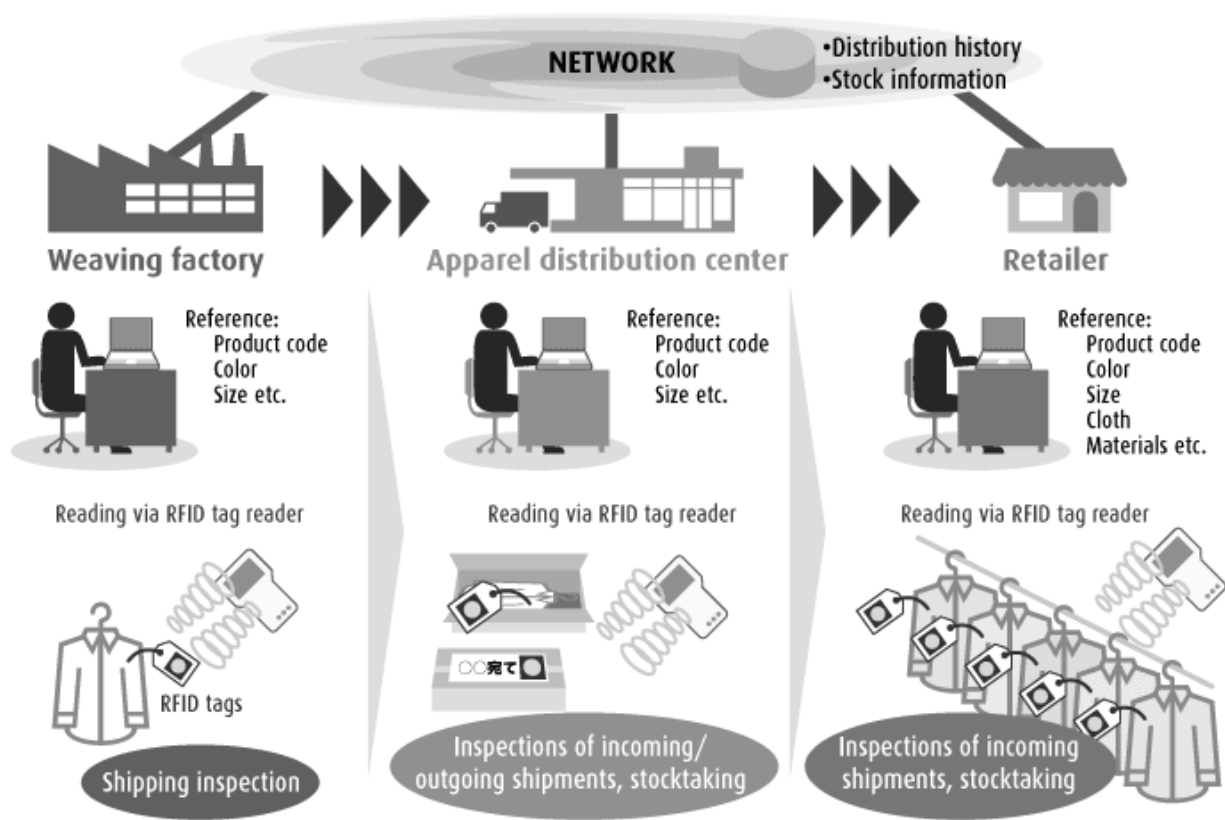 NETWORK
•Distribution history
•Stock information
Weaving factory
Apparel distribution center
Retailer
Reference:
Product code
Color
Size etc.
Reference:
Product code
Color
Size etc.
Reference:
Product code
Color
Size
Cloth
Materials etc.
Reading via RFID tag reader
Reading via RFID tag reader
Reading via RFID tag reader
RFID tags
○○宛て
Shipping inspection
Inspections of incoming/
outgoing shipments, stocktaking
Inspections of incoming
shipments, stocktaking